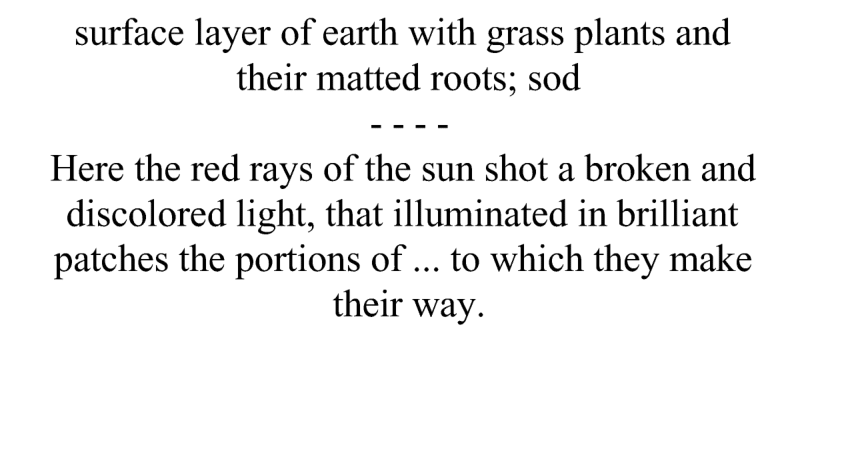 surface layer of earth with grass plants and
their matted roots; sod
- - - -
Here the red rays of the sun shot a broken and
discolored light, that illuminated in brilliant
patches the portions of ... to which they make
their way.